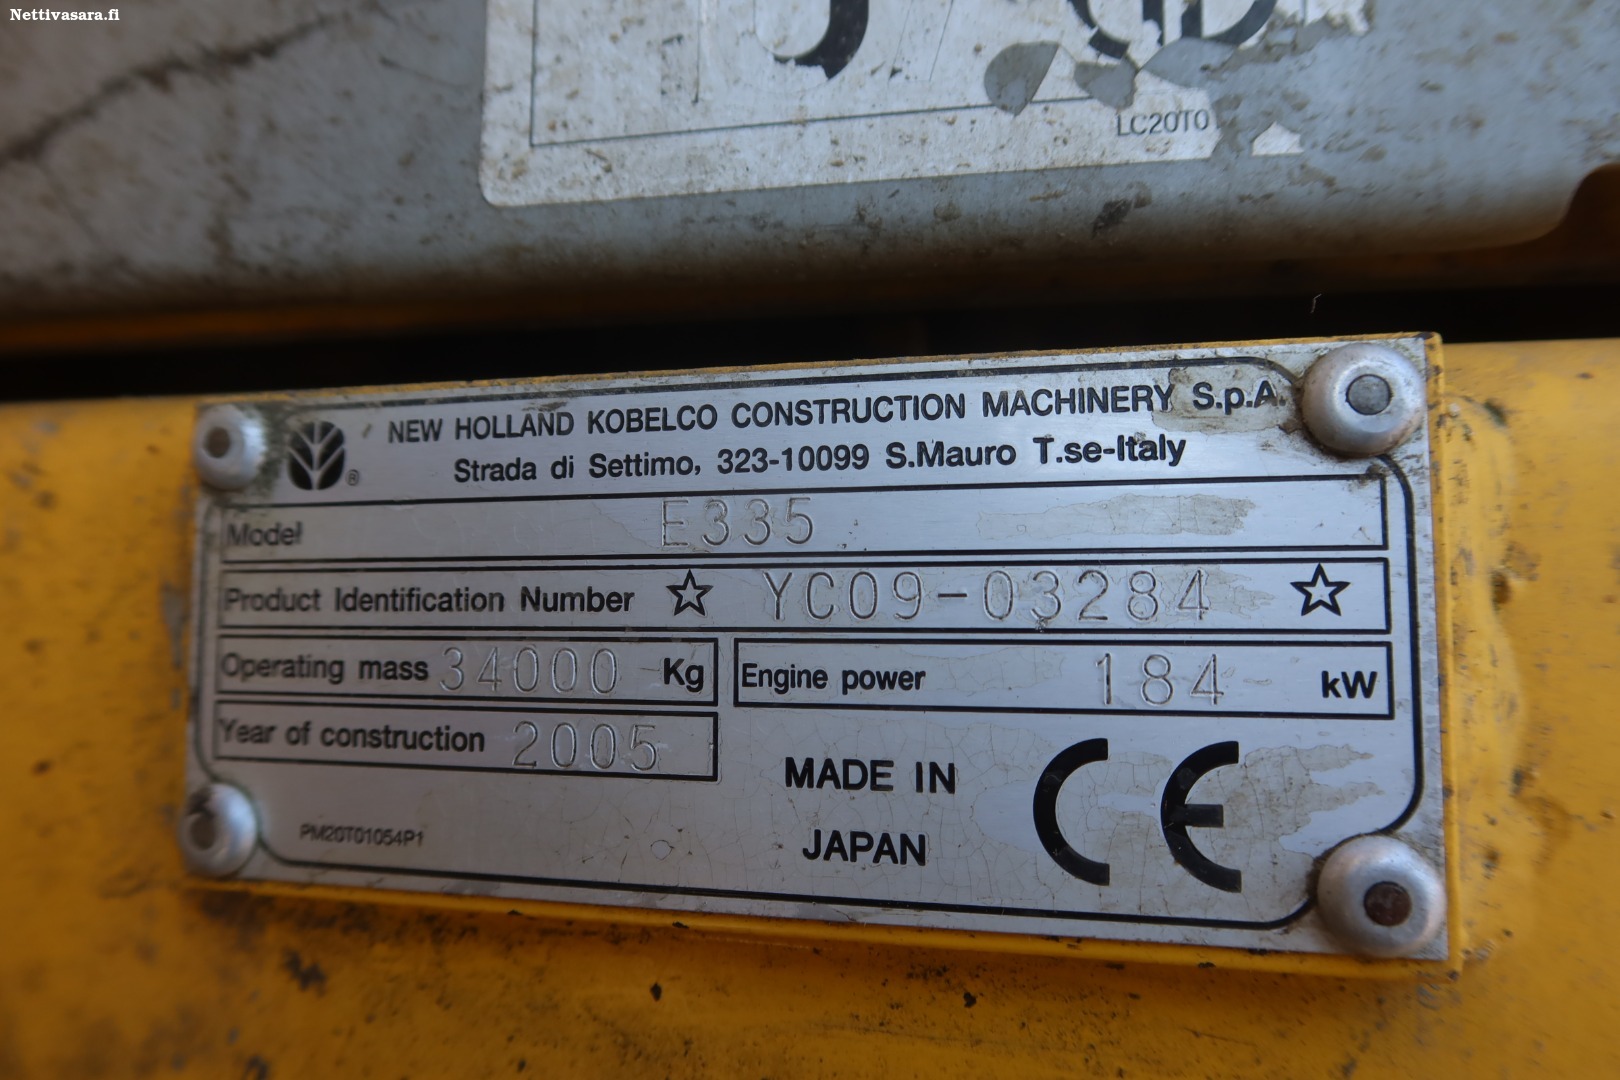 Nettivasara.fi
LC20T0
NEW HOLLAND KOBELCO CONSTRUCTION MACHINERY S.p.A.
Strada di Settimo, 323-10099 S.Mauro T.se-Italy
®
Model E335
Product Identification Number ☆ YC09-03284 ☆
Operating mass 34000 Kg Engine power 184 kW
Year of construction 2005
MADE IN
JAPAN
CE
PM20T01054P1